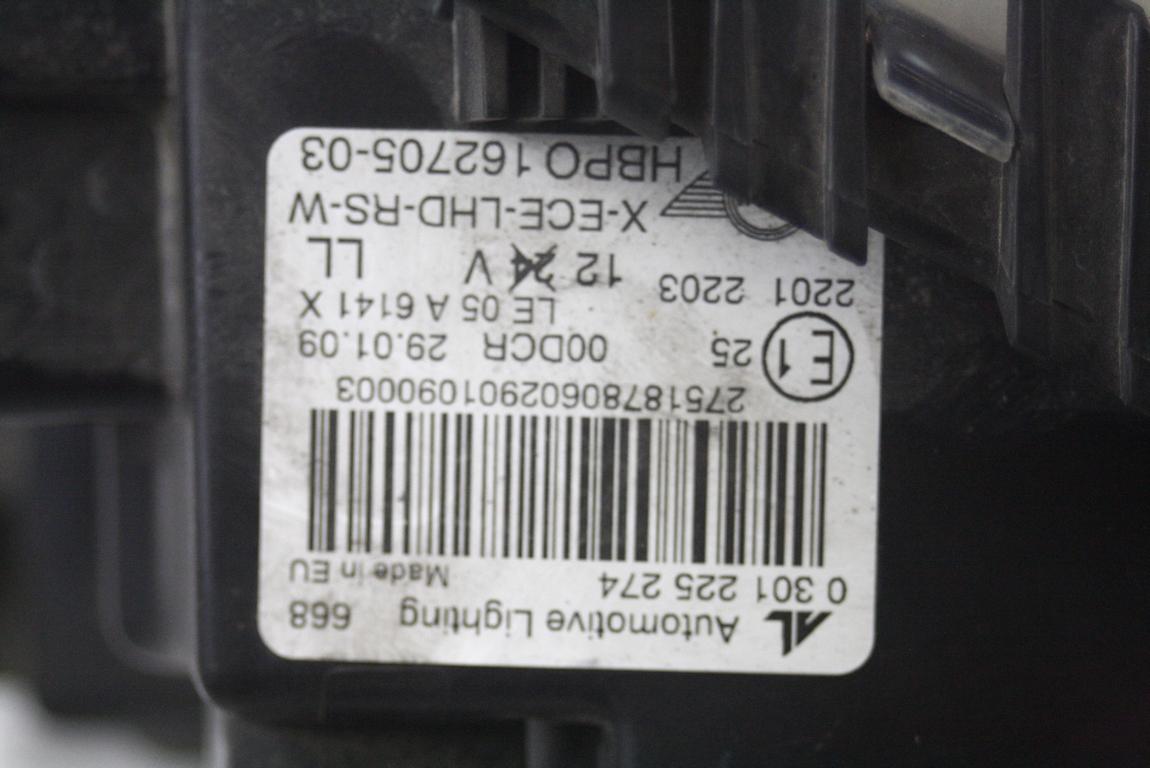 AL Automotive Lighting 668
0 301 225 274 Made in EU
27518780602901090003
E1 25 00DCR 29.01.09
LE 05 A 6141 X
2201 2203 12 24 V LL
X-ECE-LHD-RS-W
HBPO 162705-03